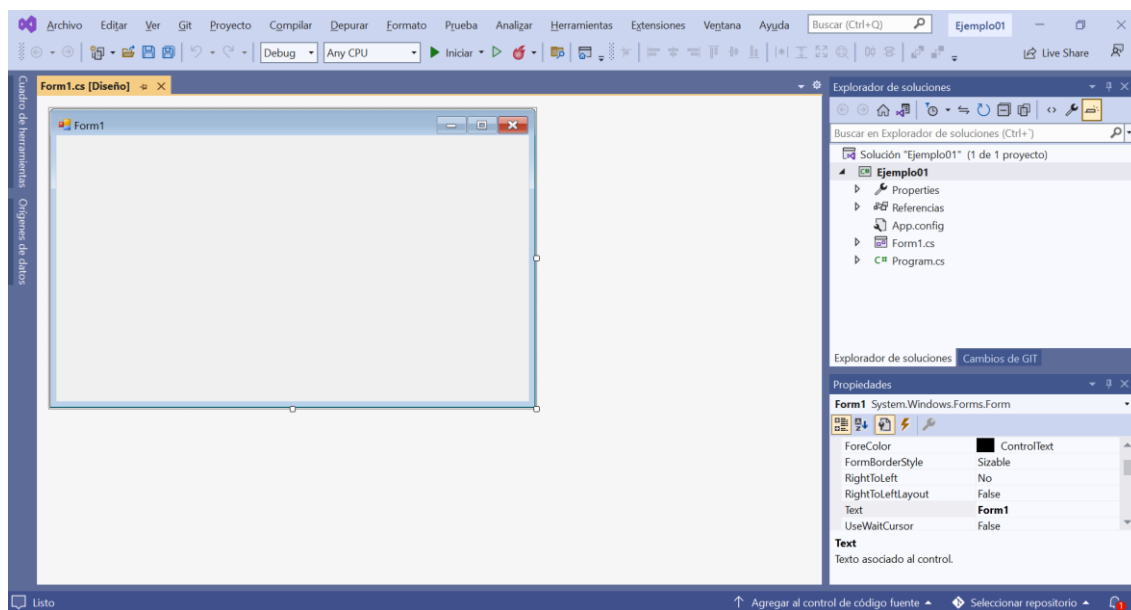 Archivo Editar Ver Git Proyecto Compilar Depurar Formato Prueba Analizar Herramientas Extensiones Ventana Ayuda Buscar (Ctrl+Q) Ejemplo01
Debug Any CPU Iniciar Live Share
Cuadro de herramientas
Orígenes de datos
Form1.cs [Diseño]
Form1
Explorador de soluciones
Buscar en Explorador de soluciones (Ctrl+`)
Solución "Ejemplo01" (1 de 1 proyecto)
Ejemplo01
Properties
Referencias
App.config
Form1.cs
C# Program.cs
Explorador de soluciones Cambios de GIT
Propiedades
Form1 System.Windows.Forms.Form
ForeColor ControlText
FormBorderStyle Sizable
RightToLeft No
RightToLeftLayout False
Text Form1
UseWaitCursor False
Text
Texto asociado al control.
Listo Agregar al control de código fuente Seleccionar repositorio 1